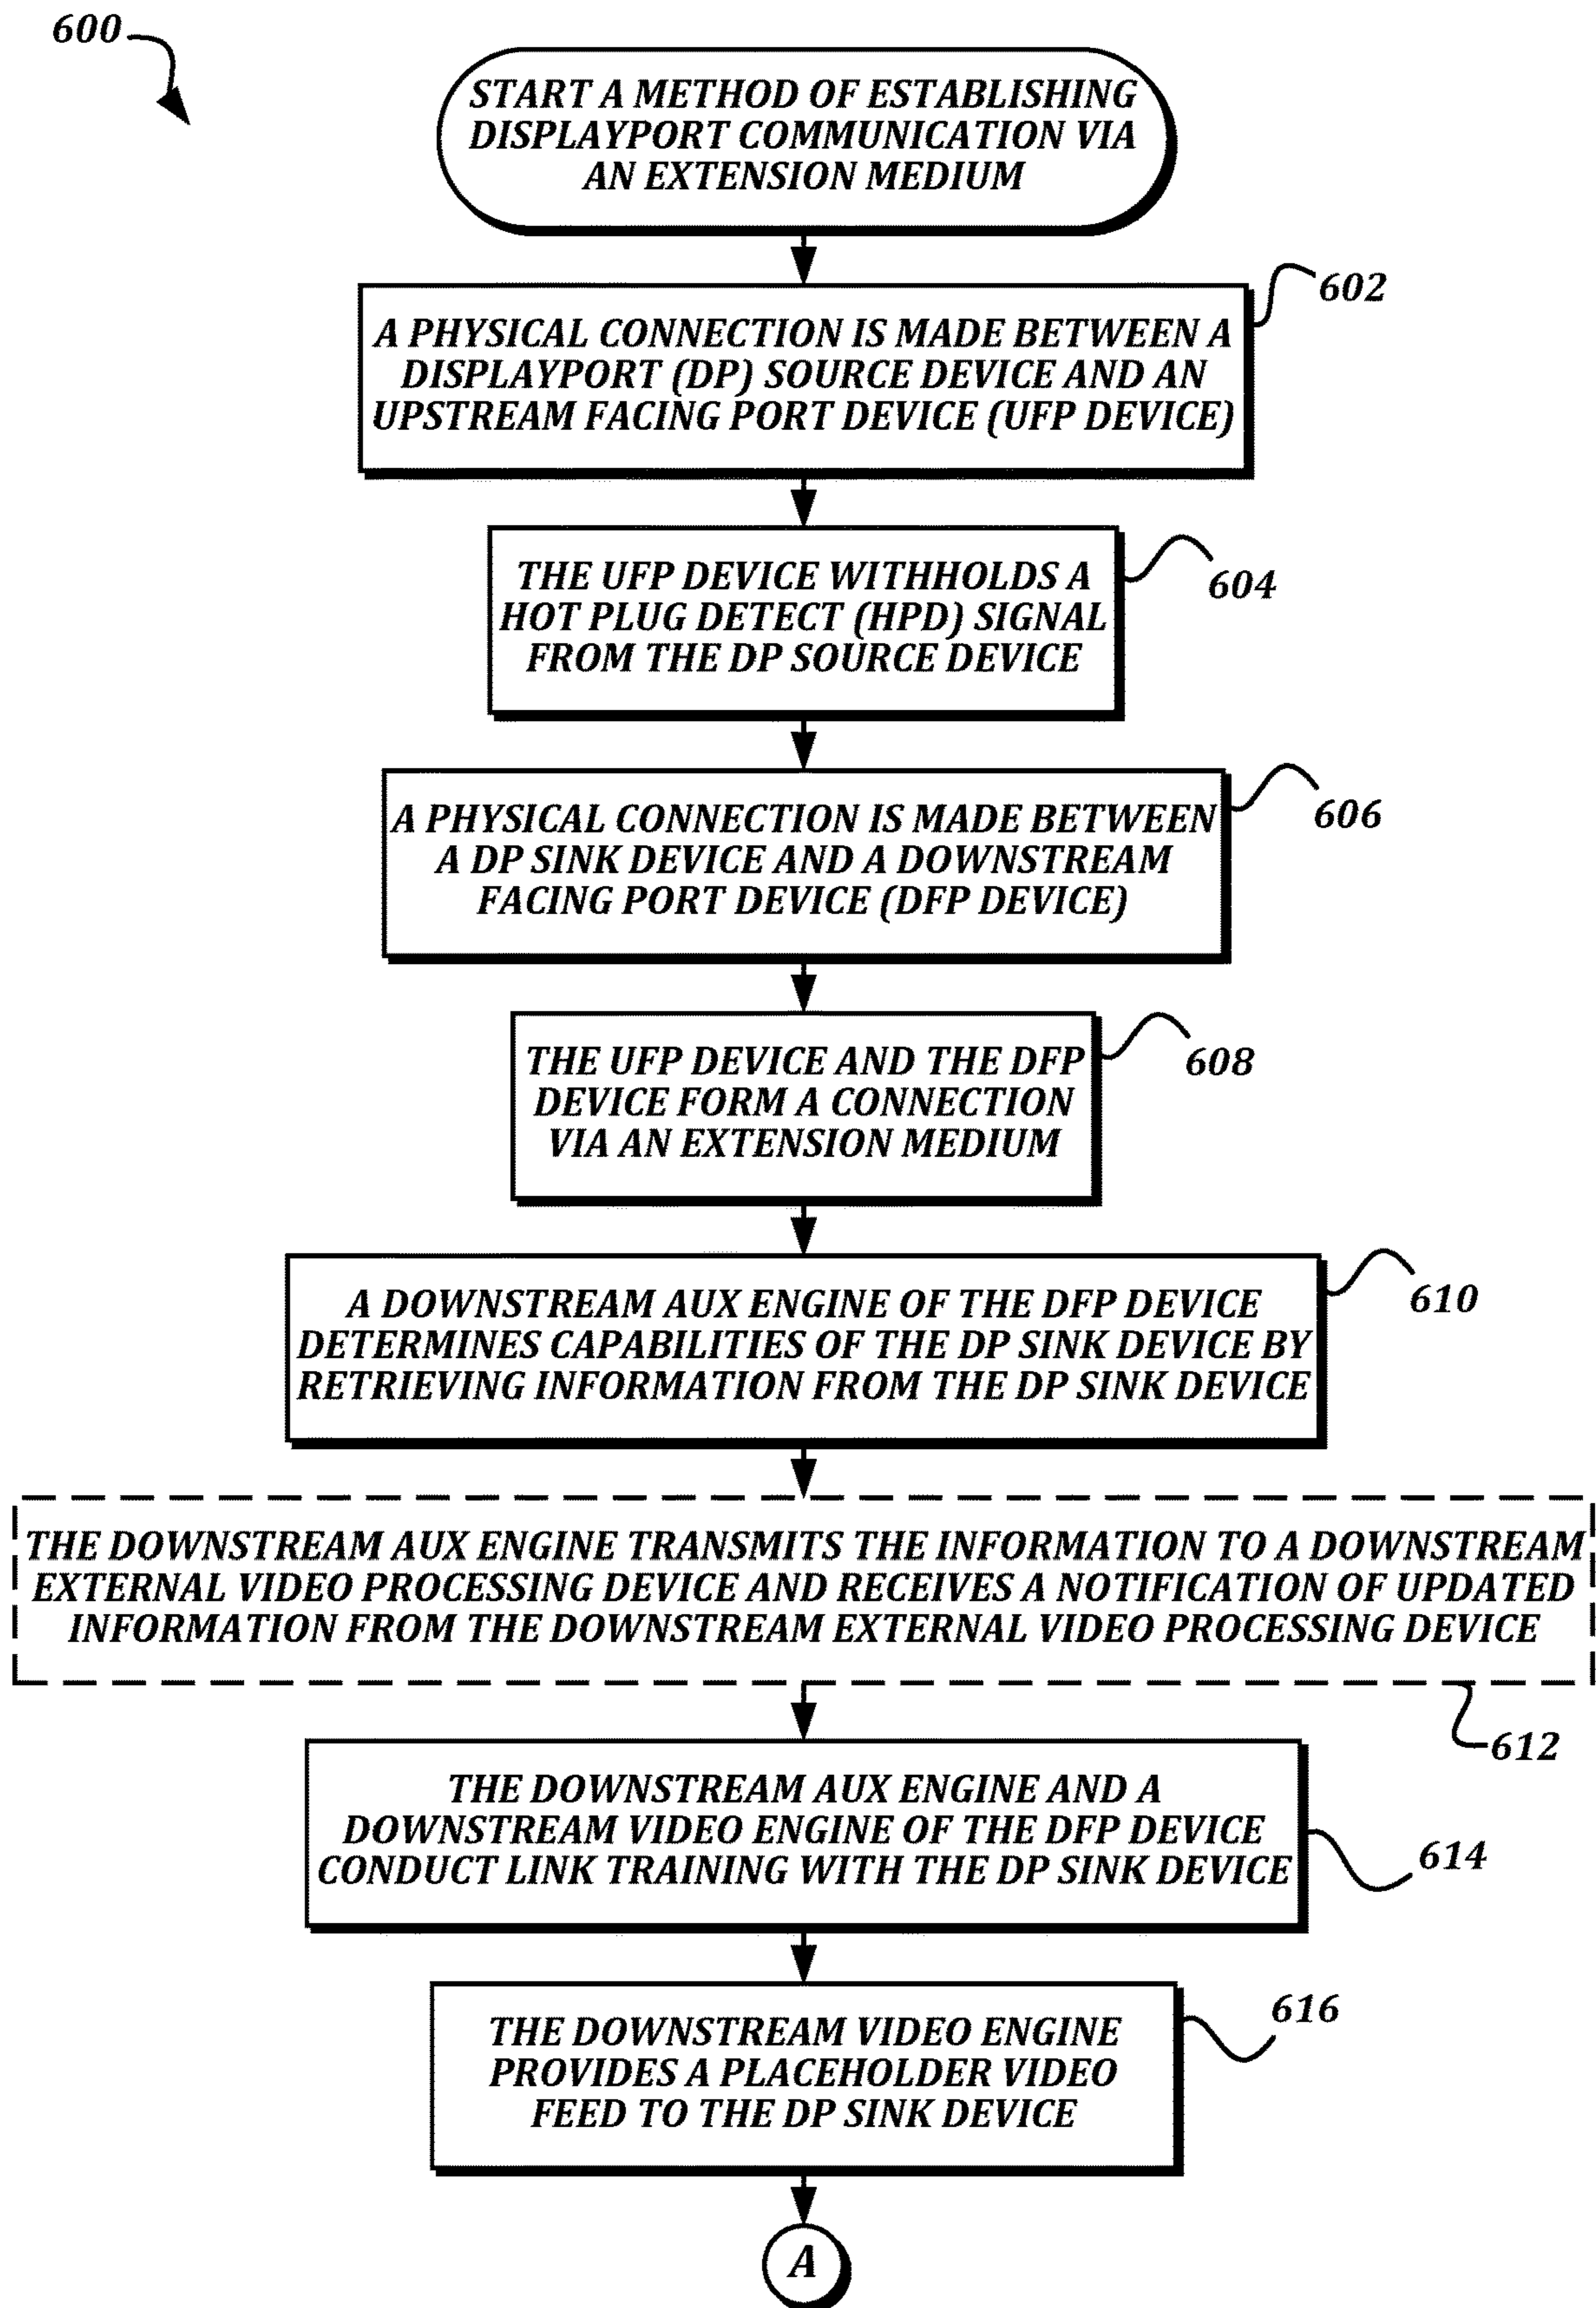 600
START A METHOD OF ESTABLISHING
DISPLAYPORT COMMUNICATION VIA
AN EXTENSION MEDIUM
602
A PHYSICAL CONNECTION IS MADE BETWEEN A
DISPLAYPORT (DP) SOURCE DEVICE AND AN
UPSTREAM FACING PORT DEVICE (UFP DEVICE)
604
THE UFP DEVICE WITHHOLDS A
HOT PLUG DETECT (HPD) SIGNAL
FROM THE DP SOURCE DEVICE
606
A PHYSICAL CONNECTION IS MADE BETWEEN
A DP SINK DEVICE AND A DOWNSTREAM
FACING PORT DEVICE (DFP DEVICE)
608
THE UFP DEVICE AND THE DFP
DEVICE FORM A CONNECTION
VIA AN EXTENSION MEDIUM
610
A DOWNSTREAM AUX ENGINE OF THE DFP DEVICE
DETERMINES CAPABILITIES OF THE DP SINK DEVICE BY
RETRIEVING INFORMATION FROM THE DP SINK DEVICE
THE DOWNSTREAM AUX ENGINE TRANSMITS THE INFORMATION TO A DOWNSTREAM
EXTERNAL VIDEO PROCESSING DEVICE AND RECEIVES A NOTIFICATION OF UPDATED
INFORMATION FROM THE DOWNSTREAM EXTERNAL VIDEO PROCESSING DEVICE
612
THE DOWNSTREAM AUX ENGINE AND A
DOWNSTREAM VIDEO ENGINE OF THE DFP DEVICE
CONDUCT LINK TRAINING WITH THE DP SINK DEVICE
614
616
THE DOWNSTREAM VIDEO ENGINE
PROVIDES A PLACEHOLDER VIDEO
FEED TO THE DP SINK DEVICE
A